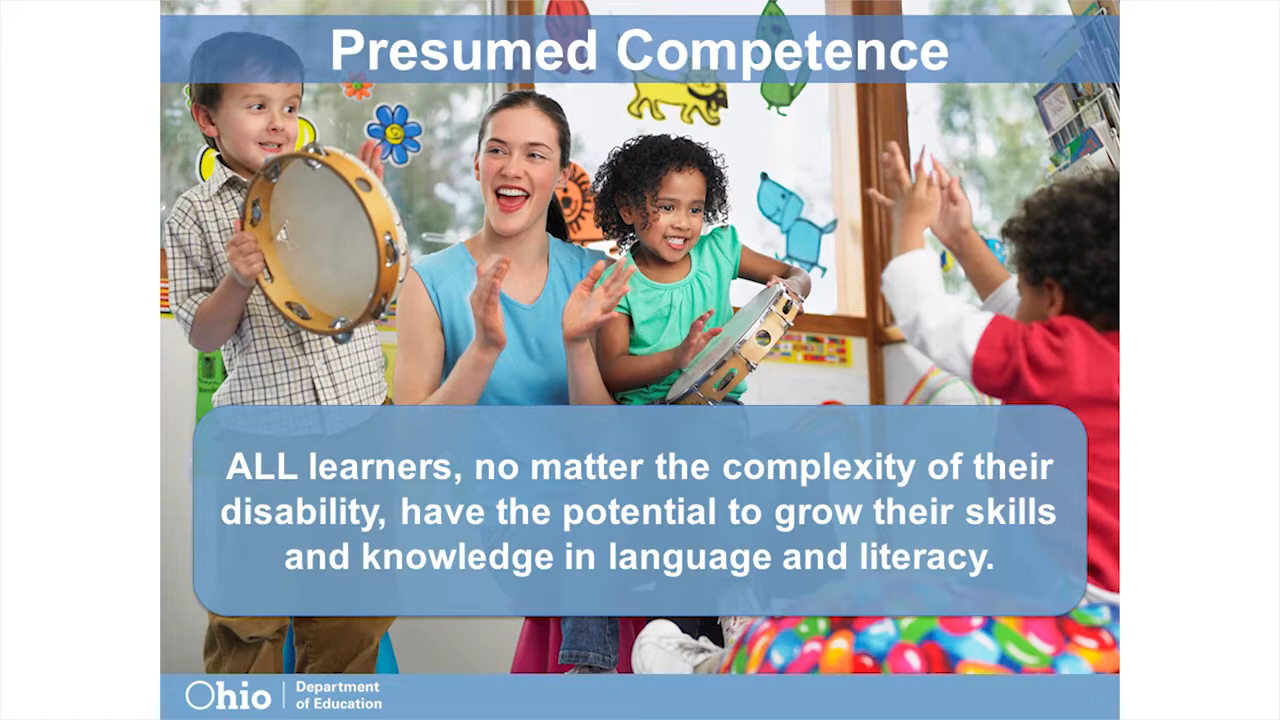 Presumed Competence
ALL learners, no matter the complexity of their
disability, have the potential to grow their skills
and knowledge in language and literacy.
Ohio
Department
of Education